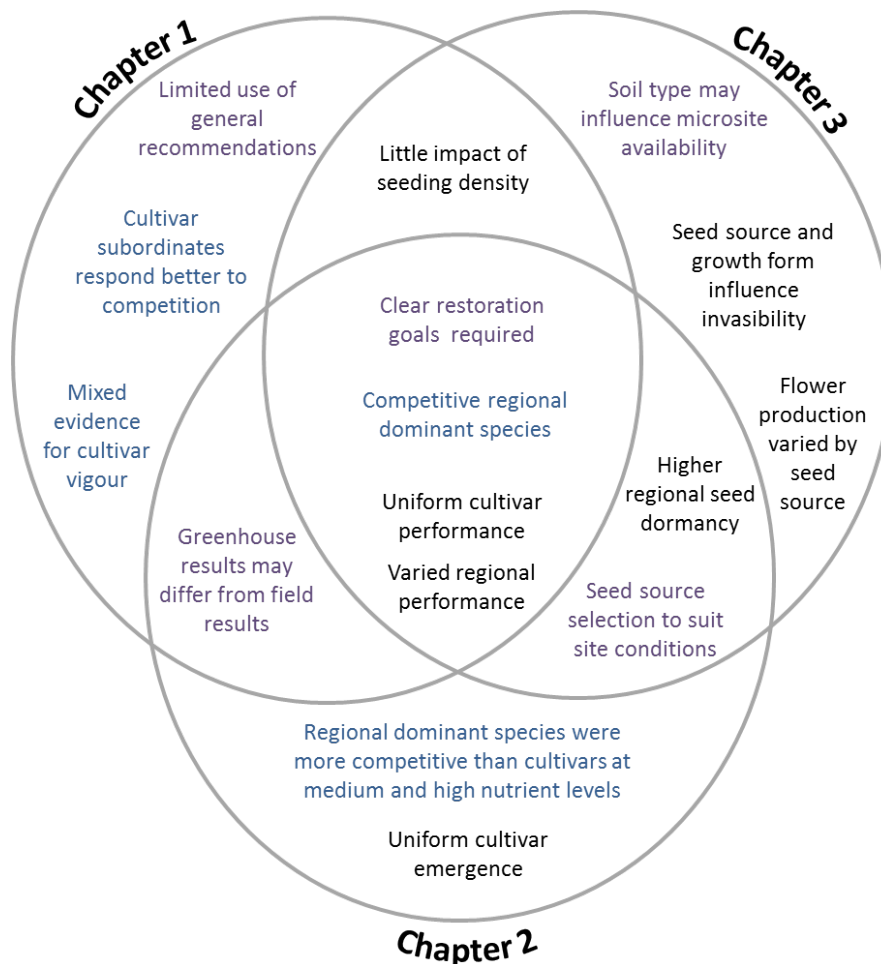 Chapter 1
Chapter 3
Limited use of
general
recommendations
Soil type may
influence microsite
availability
Little impact of
seeding density
Cultivar
subordinates
respond better to
competition
Seed source and
growth form
influence
invasibility
Clear restoration
goals required
Mixed
evidence for
cultivar
vigour
Competitive regional
dominant species
Flower
production
varied by
seed
source
Higher
regional seed
dormancy
Uniform cultivar
performance
Varied regional
performance
Greenhouse
results may
differ from field
results
Seed source
selection to suit
site conditions
Regional dominant species were
more competitive than cultivars at
medium and high nutrient levels
Uniform cultivar
emergence
Chapter 2